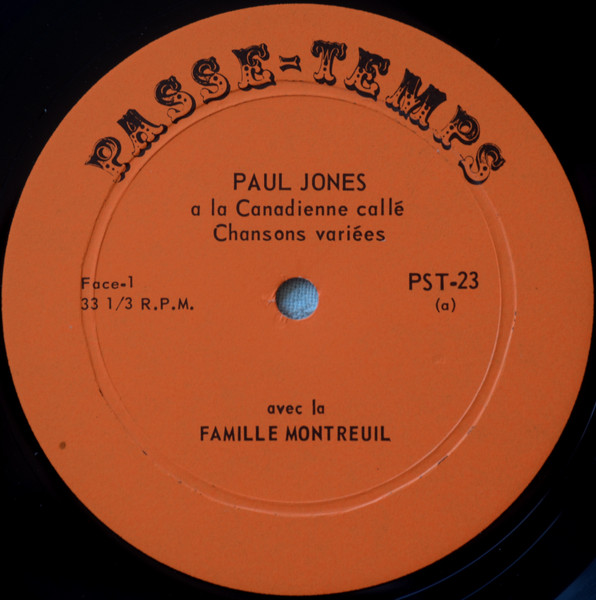 PASSE=TEMPS
PAUL JONES
a la Canadienne callé
Chansons variées
Face-1
33 1/3 R.P.M.
PST-23
(a)
avec la
FAMILLE MONTREUIL